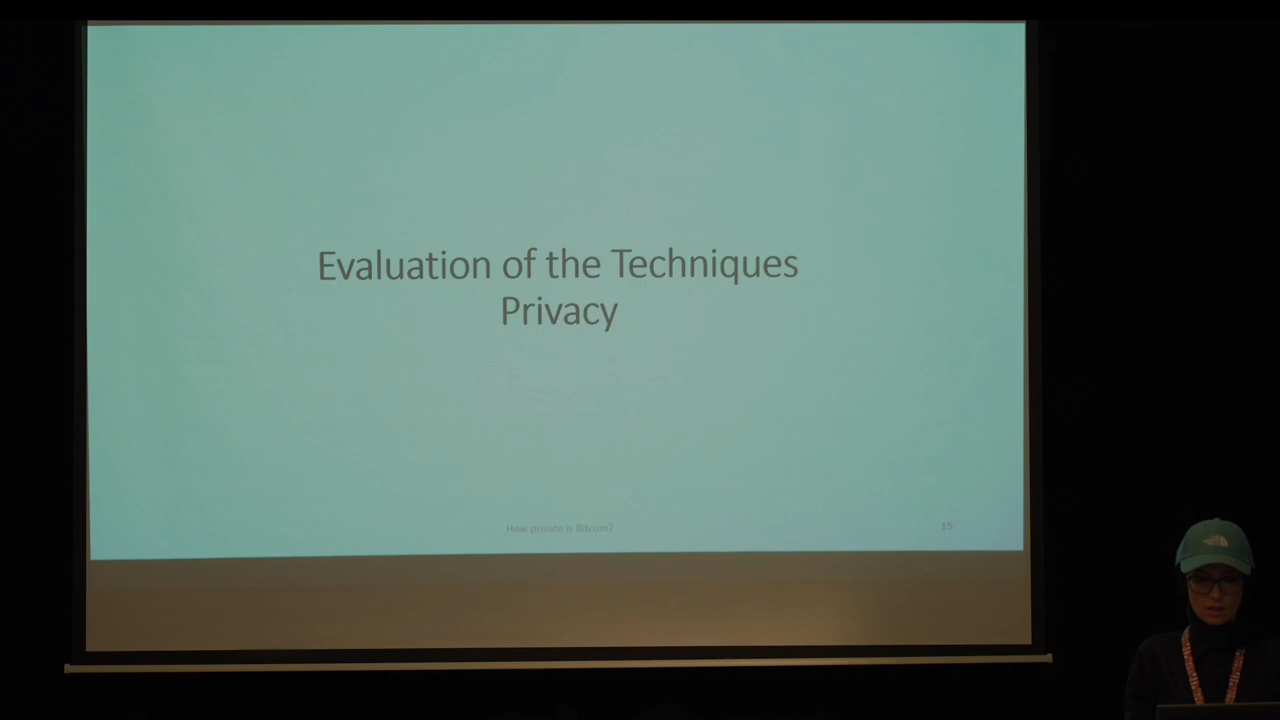 Evaluation of the Techniques
Privacy
How private is Bitcoin?
15